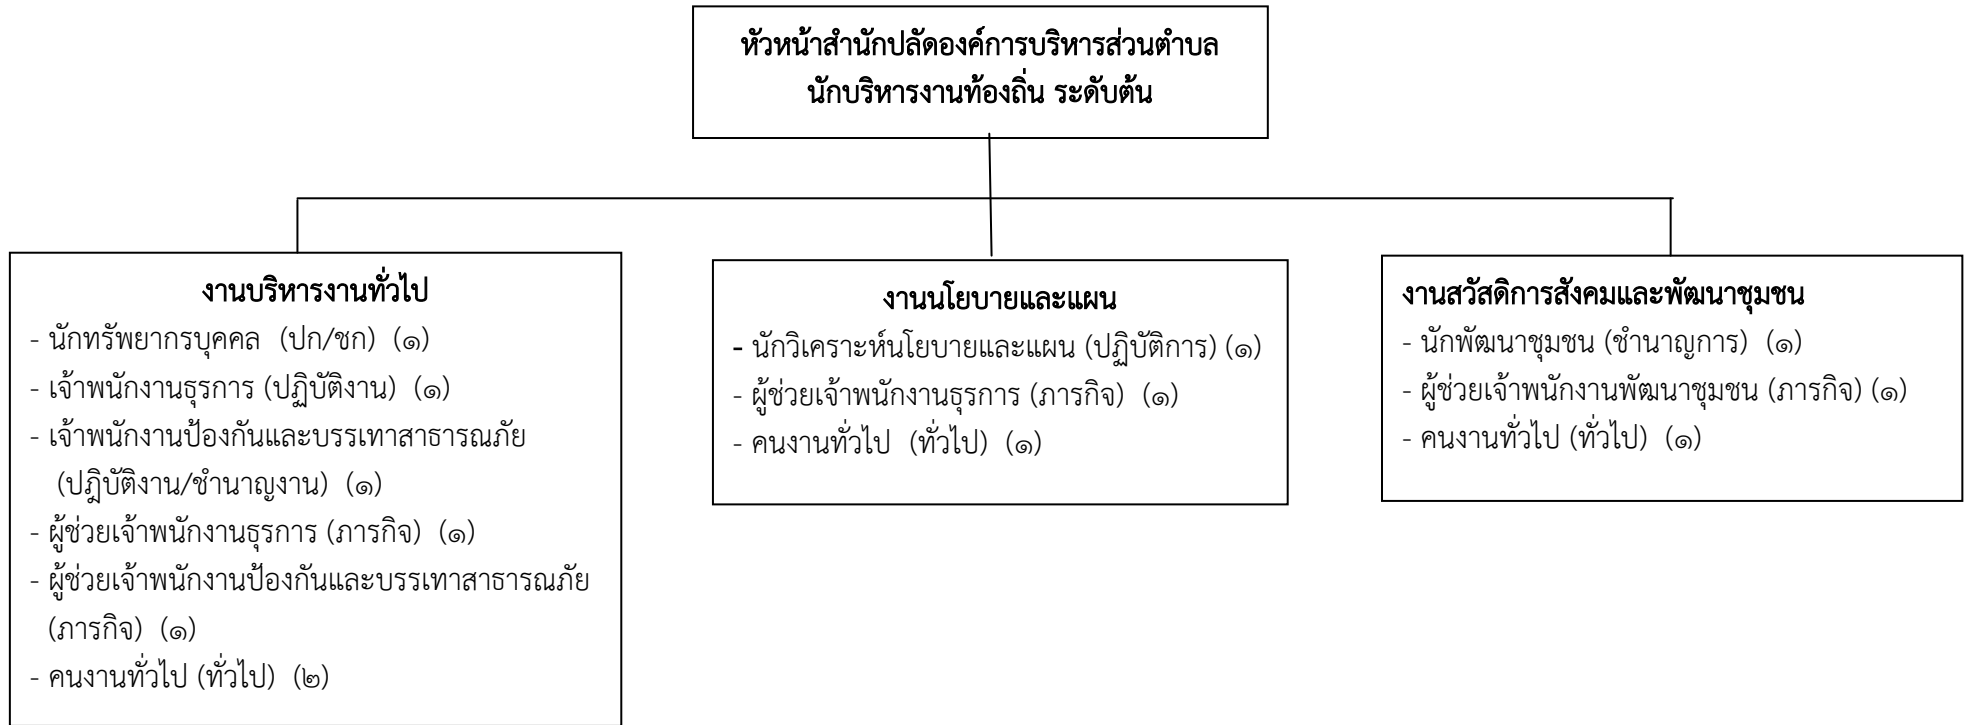 หัวหน้าสำนักปลัดองค์การบริหารส่วนตำบล
นักบริหารงานท้องถิ่น ระดับต้น
งานบริหารงานทั่วไป
- นักทรัพยากรบุคคล (ปก/ชก) (๑)
- เจ้าพนักงานธุรการ (ปฏิบัติงาน) (๑)
- เจ้าพนักงานป้องกันและบรรเทาสาธารณภัย
(ปฎิบัติงาน/ชำนาญงาน) (๑)
- ผู้ช่วยเจ้าพนักงานธุรการ (ภารกิจ) (๑)
- ผู้ช่วยเจ้าพนักงานป้องกันและบรรเทาสาธารณภัย
(ภารกิจ) (๑)
- คนงานทั่วไป (ทั่วไป) (๒)
งานนโยบายและแผน
- นักวิเคราะห์นโยบายและแผน (ปฏิบัติการ) (๑)
- ผู้ช่วยเจ้าพนักงานธุรการ (ภารกิจ) (๑)
- คนงานทั่วไป (ทั่วไป) (๑)
งานสวัสดิการสังคมและพัฒนาชุมชน
- นักพัฒนาชุมชน (ชำนาญการ) (๑)
- ผู้ช่วยเจ้าพนักงานพัฒนาชุมชน (ภารกิจ) (๑)
- คนงานทั่วไป (ทั่วไป) (๑)